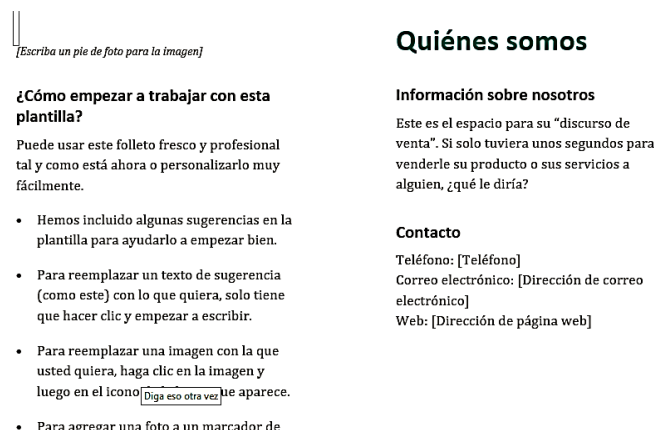 [Escriba un pie de foto para la imagen]
¿Cómo empezar a trabajar con esta
plantilla?
Puede usar este folleto fresco y profesional
tal y como está ahora o personalizarlo muy
fácilmente.
• Hemos incluido algunas sugerencias en la
plantilla para ayudarlo a empezar bien.
• Para reemplazar un texto de sugerencia
(como este) con lo que quiera, solo tiene
que hacer clic y empezar a escribir.
• Para reemplazar una imagen con la que
usted quiera, haga clic en la imagen y
luego en el icono aparece.
Diga eso otra vez
• Para agregar una foto a un marcador de
Quiénes somos
Información sobre nosotros
Este es el espacio para su “discurso de
venta”. Si solo tuviera unos segundos para
venderle su producto o sus servicios a
alguien, ¿qué le diría?
Contacto
Teléfono: [Teléfono]
Correo electrónico: [Dirección de correo
electrónico]
Web: [Dirección de página web]